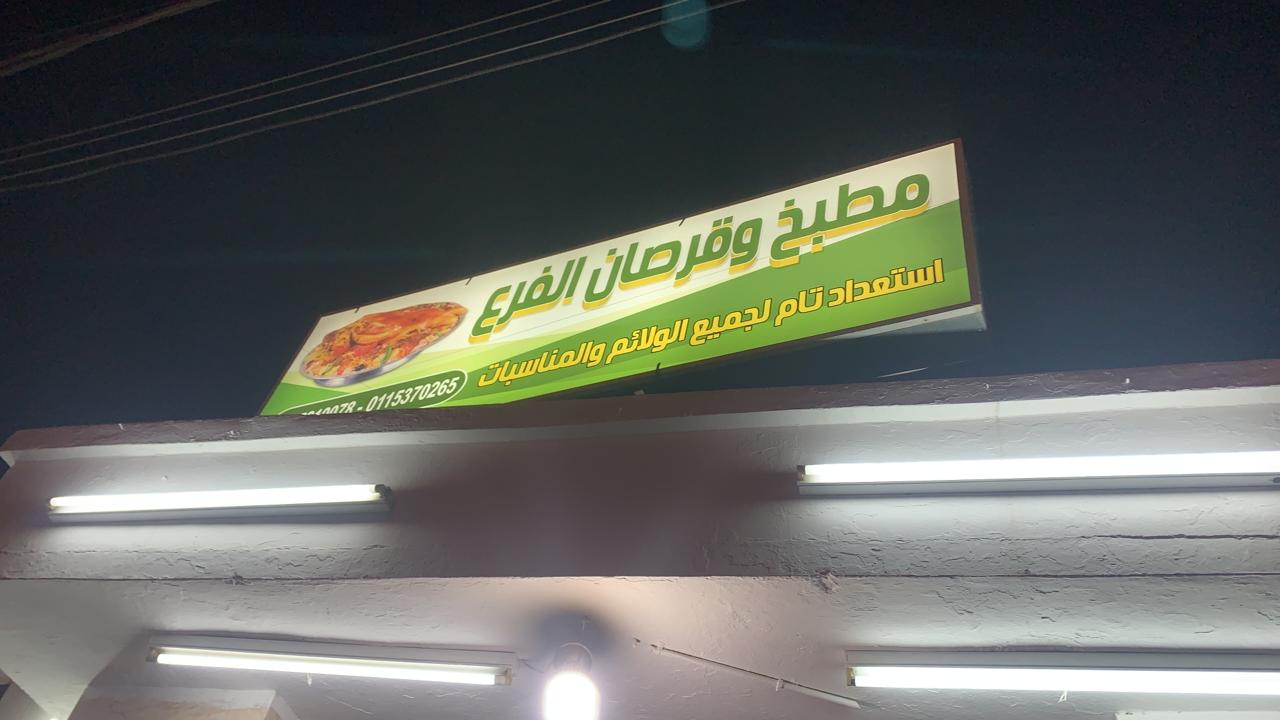 مطبخ وقرصان الفرع
استعداد تام لجميع الولائم والمناسبات
0115370265 -